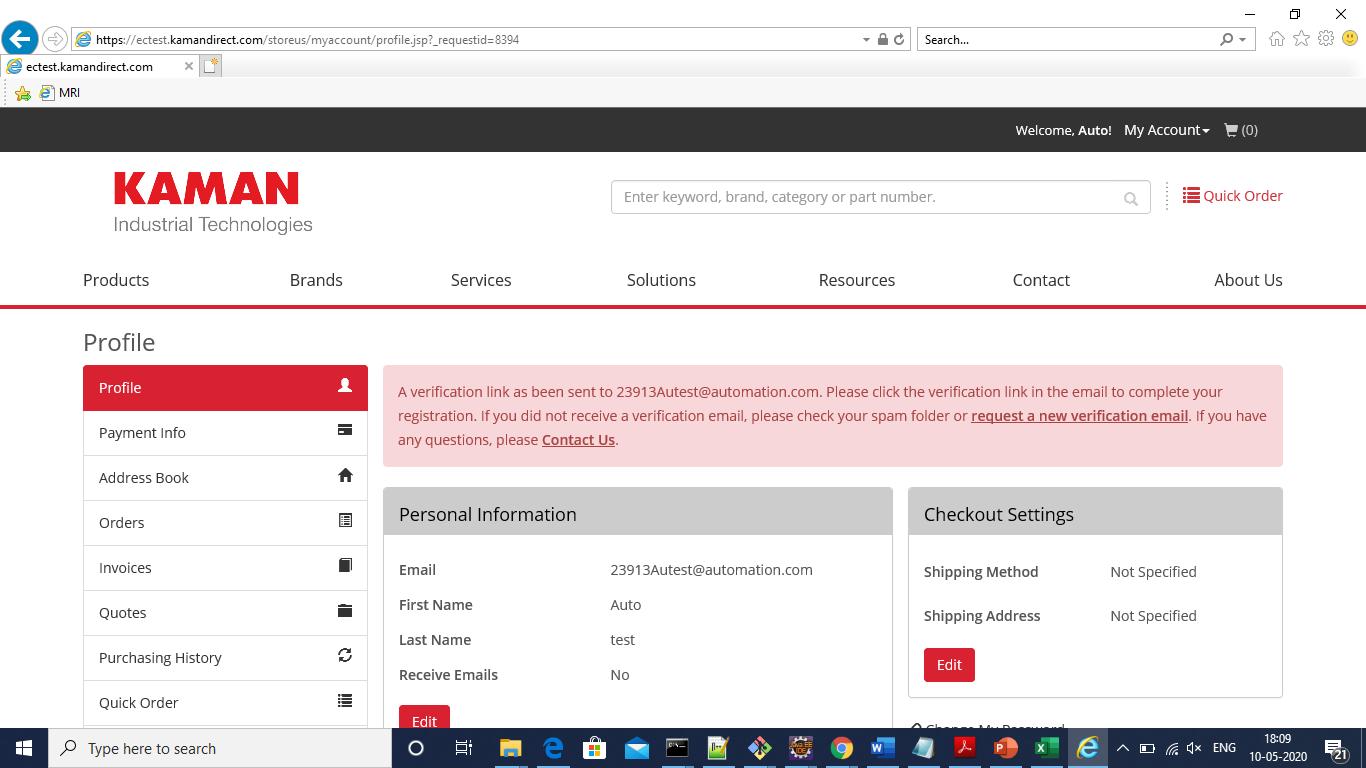 https://ectest.kamandirect.com/storeus/myaccount/profile.jsp?_requestid=8394
Search...
ectest.kamandirect.com
MRI
Welcome, Auto! My Account (0)
KAMAN
Industrial Technologies
Enter keyword, brand, category or part number.
Quick Order
Products Brands Services Solutions Resources Contact About Us
Profile
Profile
Payment Info
Address Book
Orders
Invoices
Quotes
Purchasing History
Quick Order
A verification link as been sent to 23913Autest@automation.com. Please click the verification link in the email to complete your
registration. If you did not receive a verification email, please check your spam folder or request a new verification email. If you have
any questions, please Contact Us.
Personal Information
Email 23913Autest@automation.com
First Name Auto
Last Name test
Receive Emails No
Edit
Checkout Settings
Shipping Method Not Specified
Shipping Address Not Specified
Edit
Change My Password
Type here to search
ENG
18:09
10-05-2020
21